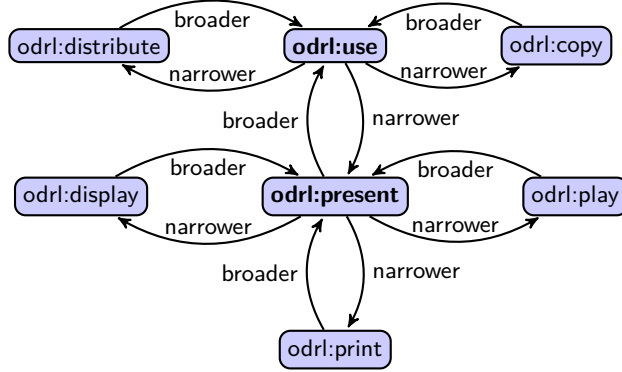 broader
broader
odrl:distribute
odrl:use
odrl:copy
narrower
narrower
broader
narrower
broader
broader
odrl:display
odrl:present
odrl:play
narrower
narrower
broader
narrower
odrl:print